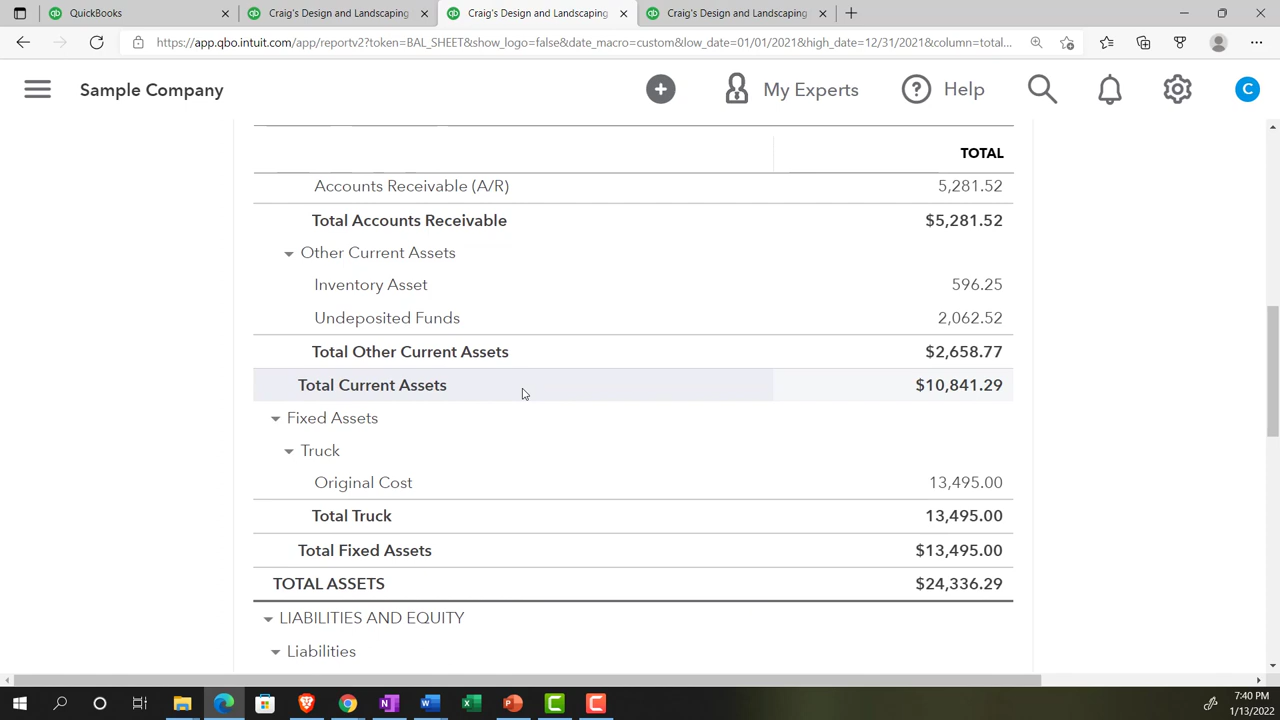 QuickBooks
Craig's Design and Landscaping
Craig's Design and Landscaping
Craig's Design and Landscaping
https://app.qbo.intuit.com/app/reportv2?token=BAL_SHEET&show_logo=false&date_macro=custom&low_date=01/01/2021&high_date=12/31/2021&column=total...
Sample Company
My Experts
Help
C
TOTAL
Accounts Receivable (A/R) 5,281.52
Total Accounts Receivable $5,281.52
Other Current Assets
Inventory Asset 596.25
Undeposited Funds 2,062.52
Total Other Current Assets $2,658.77
Total Current Assets $10,841.29
Fixed Assets
Truck
Original Cost 13,495.00
Total Truck 13,495.00
Total Fixed Assets $13,495.00
TOTAL ASSETS $24,336.29
LIABILITIES AND EQUITY
Liabilities
7:40 PM
1/13/2022